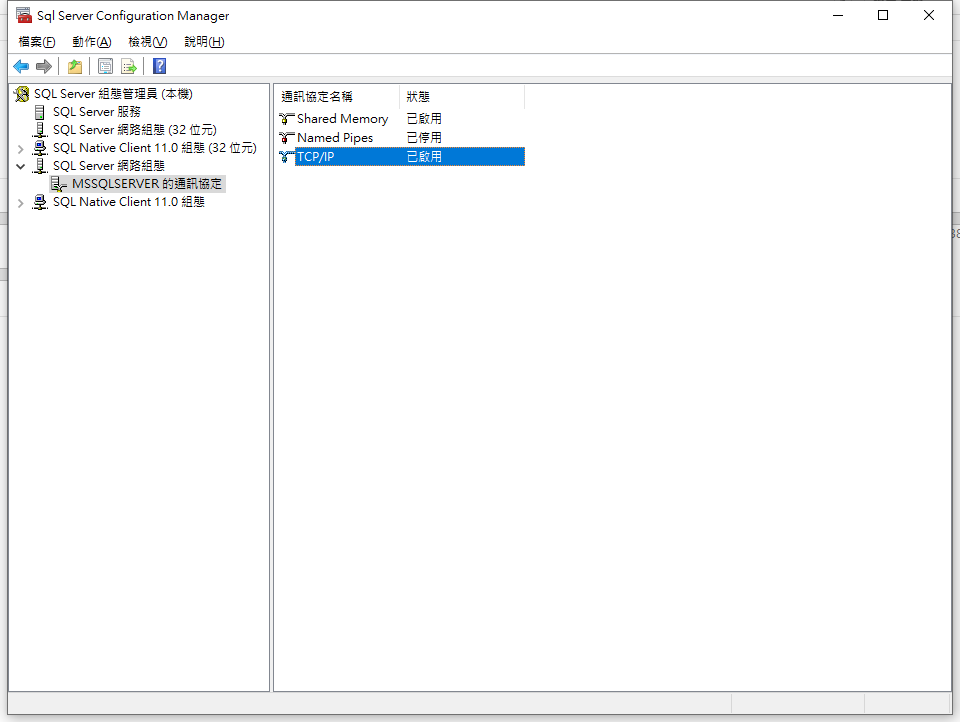 Sql Server Configuration Manager
檔案(F) 動作(A) 檢視(V) 說明(H)
SQL Server 組態管理員 (本機)
SQL Server 服務
SQL Server 網路組態 (32 位元)
SQL Native Client 11.0 組態 (32 位元)
SQL Server 網路組態
MSSQLSERVER 的通訊協定
SQL Native Client 11.0 組態
通訊協定名稱 狀態
Shared Memory 已啟用
Named Pipes 已停用
TCP/IP 已啟用